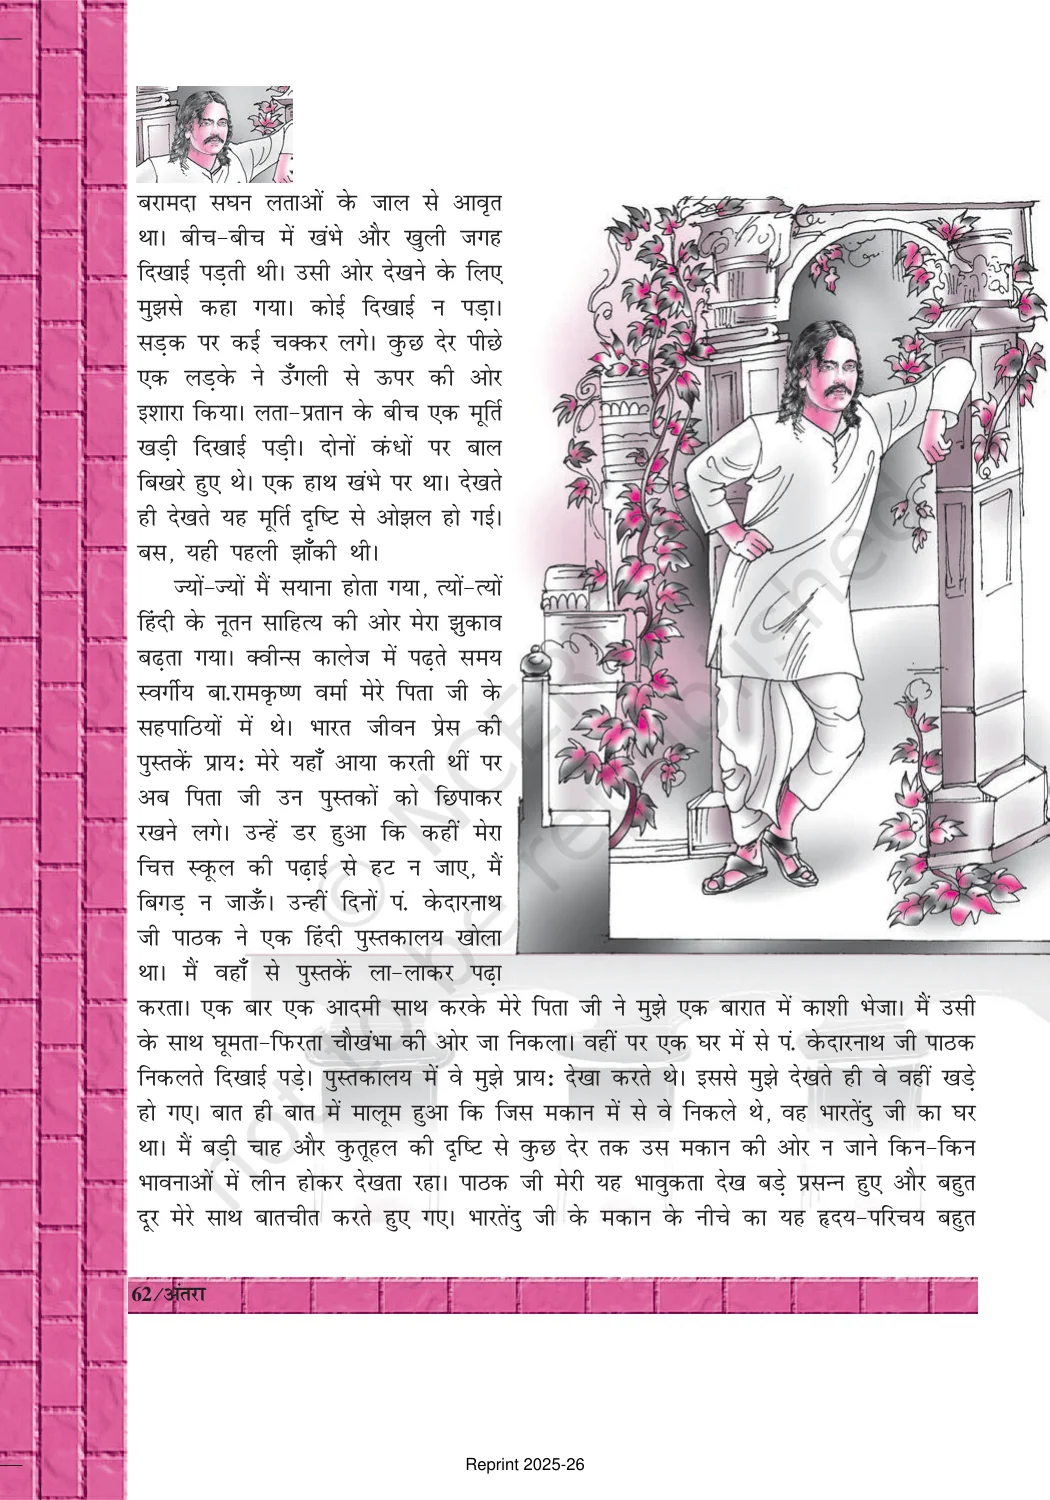 बरामदा सघन लताओं के जाल से आवृत
था। बीच-बीच में खंभे और खुली जगह
दिखाई पड़ती थी। उसी ओर देखने के लिए
मुझसे कहा गया। कोई दिखाई न पड़ा।
सड़क पर कई चक्कर लगे। कुछ देर पीछे
एक लड़के ने उँगली से ऊपर की ओर
इशारा किया। लता-प्रतान के बीच एक मूर्ति
खड़ी दिखाई पड़ी। दोनों कंधों पर बाल
बिखरे हुए थे। एक हाथ खंभे पर था। देखते
ही देखते यह मूर्ति दृष्टि से ओझल हो गई।
बस, यही पहली झाँकी थी।
ज्यों-ज्यों मैं सयाना होता गया, त्यों-त्यों
हिंदी के नूतन साहित्य की ओर मेरा झुकाव
बढ़ता गया। क्वीन्स कालेज में पढ़ते समय
स्वर्गीय बा.रामकृष्ण वर्मा मेरे पिता जी के
सहपाठियों में थे। भारत जीवन प्रेस की
पुस्तकें प्राय: मेरे यहाँ आया करती थीं पर
अब पिता जी उन पुस्तकों को छिपाकर
रखने लगे। उन्हें डर हुआ कि कहीं मेरा
चित्त स्कूल की पढ़ाई से हट न जाए, मैं
बिगड़ न जाऊँ। उन्हीं दिनों पं. केदारनाथ
जी पाठक ने एक हिंदी पुस्तकालय खोला
था। मैं वहाँ से पुस्तकें ला-लाकर पढ़ा
करता। एक बार एक आदमी साथ करके मेरे पिता जी ने मुझे एक बारात में काशी भेजा। मैं उसी
के साथ घूमता-फिरता चौखंभा की ओर जा निकला। वहीं पर एक घर में से पं. केदारनाथ जी पाठक
निकलते दिखाई पड़े। पुस्तकालय में वे मुझे प्राय: देखा करते थे। इससे मुझे देखते ही वे वहीं खड़े
हो गए। बात ही बात में मालूम हुआ कि जिस मकान में से वे निकले थे, वह भारतेंदु जी का घर
था। मैं बड़ी चाह और कुतूहल की दृष्टि से कुछ देर तक उस मकान की ओर न जाने किन-किन
भावनाओं में लीन होकर देखता रहा। पाठक जी मेरी यह भावुकता देख बड़े प्रसन्न हुए और बहुत
दूर मेरे साथ बातचीत करते हुए गए। भारतेंदु जी के मकान के नीचे का यह हृदय-परिचय बहुत
62/अंतरा
© NCERT
not to be republished
Reprint 2025-26